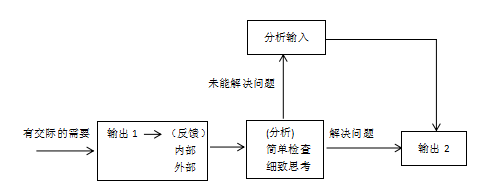 分析输入
未能解决问题
有交际的需要
输出 1 （反馈）
内部
外部
(分析)
简单检查
细致思考
解决问题
输出 2